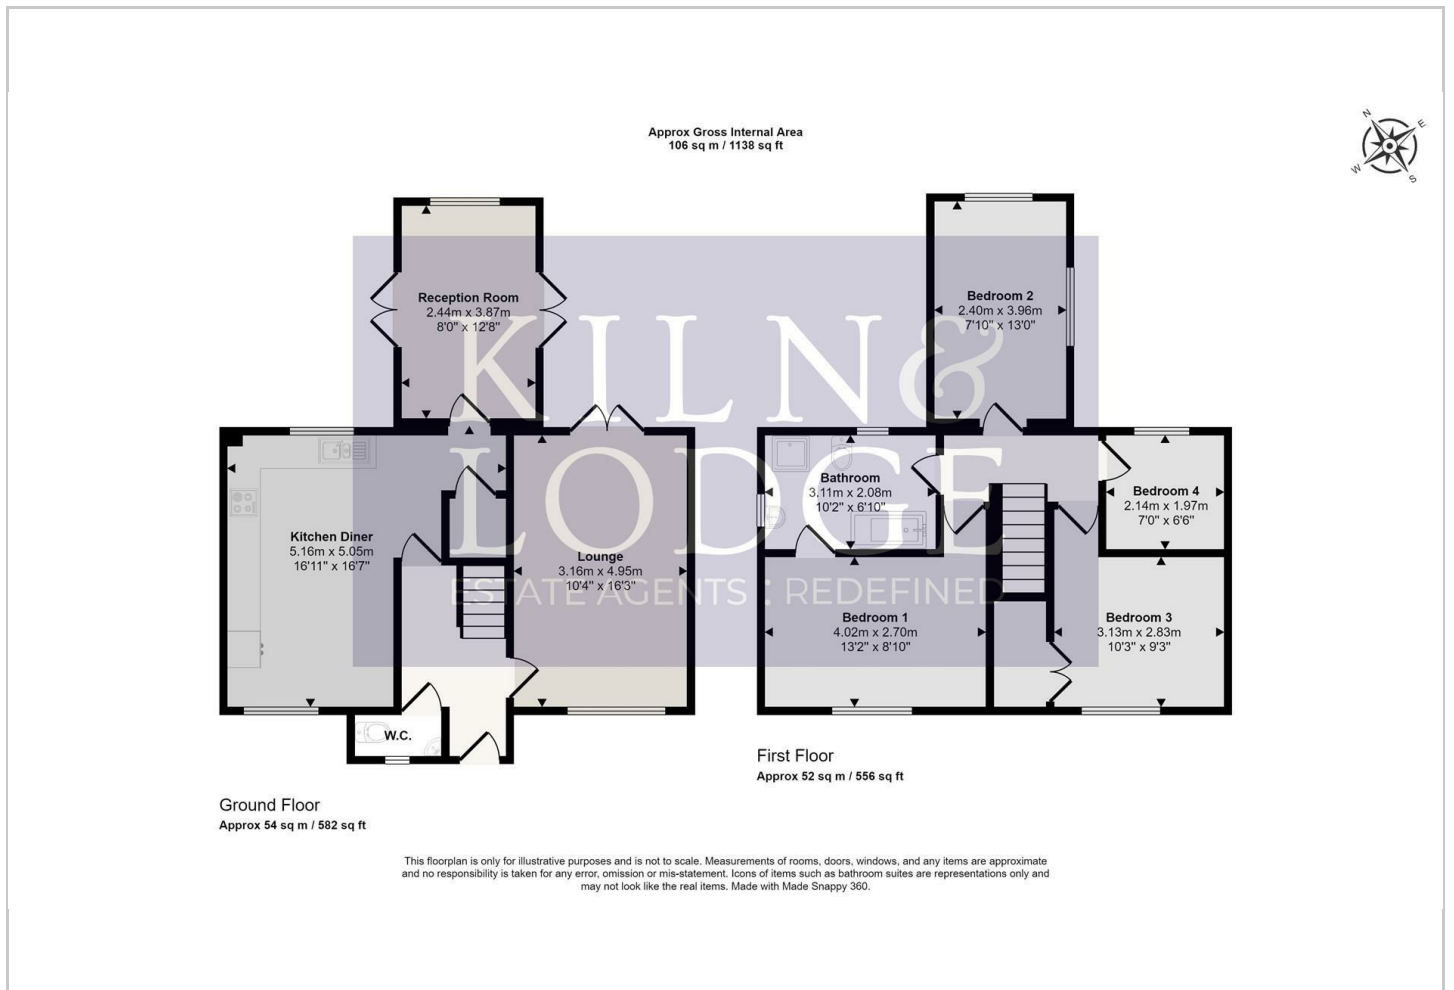 Approx Gross Internal Area
106 sq m / 1138 sq ft
N
E
W
S
Reception Room
2.44m x 3.87m
8'0" x 12'8"
Bedroom 2
2.40m x 3.96m
7'10" x 13'0"
KILN&
LODGE
ESTATE AGENTS : REDEFINED
Kitchen Diner
5.16m x 5.05m
16'11" x 16'7"
Lounge
3.16m x 4.95m
10'4" x 16'3"
W.C.
Bathroom
3.11m x 2.08m
10'2" x 6'10"
Bedroom 4
2.14m x 1.97m
7'0" x 6'6"
Bedroom 1
4.02m x 2.70m
13'2" x 8'10"
Bedroom 3
3.13m x 2.83m
10'3" x 9'3"
Ground Floor
Approx 54 sq m / 582 sq ft
First Floor
Approx 52 sq m / 556 sq ft
This floorplan is only for illustrative purposes and is not to scale. Measurements of rooms, doors, windows, and any items are approximate
and no responsibility is taken for any error, omission or mis-statement. Icons of items such as bathroom suites are representations only and
may not look like the real items. Made with Made Snappy 360.